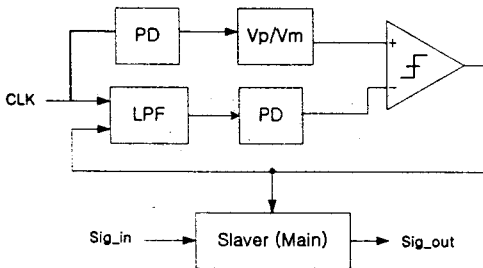 PD
Vp/Vm
+
-
CLK
LPF
PD
Sig_in
Slaver (Main)
Sig_out